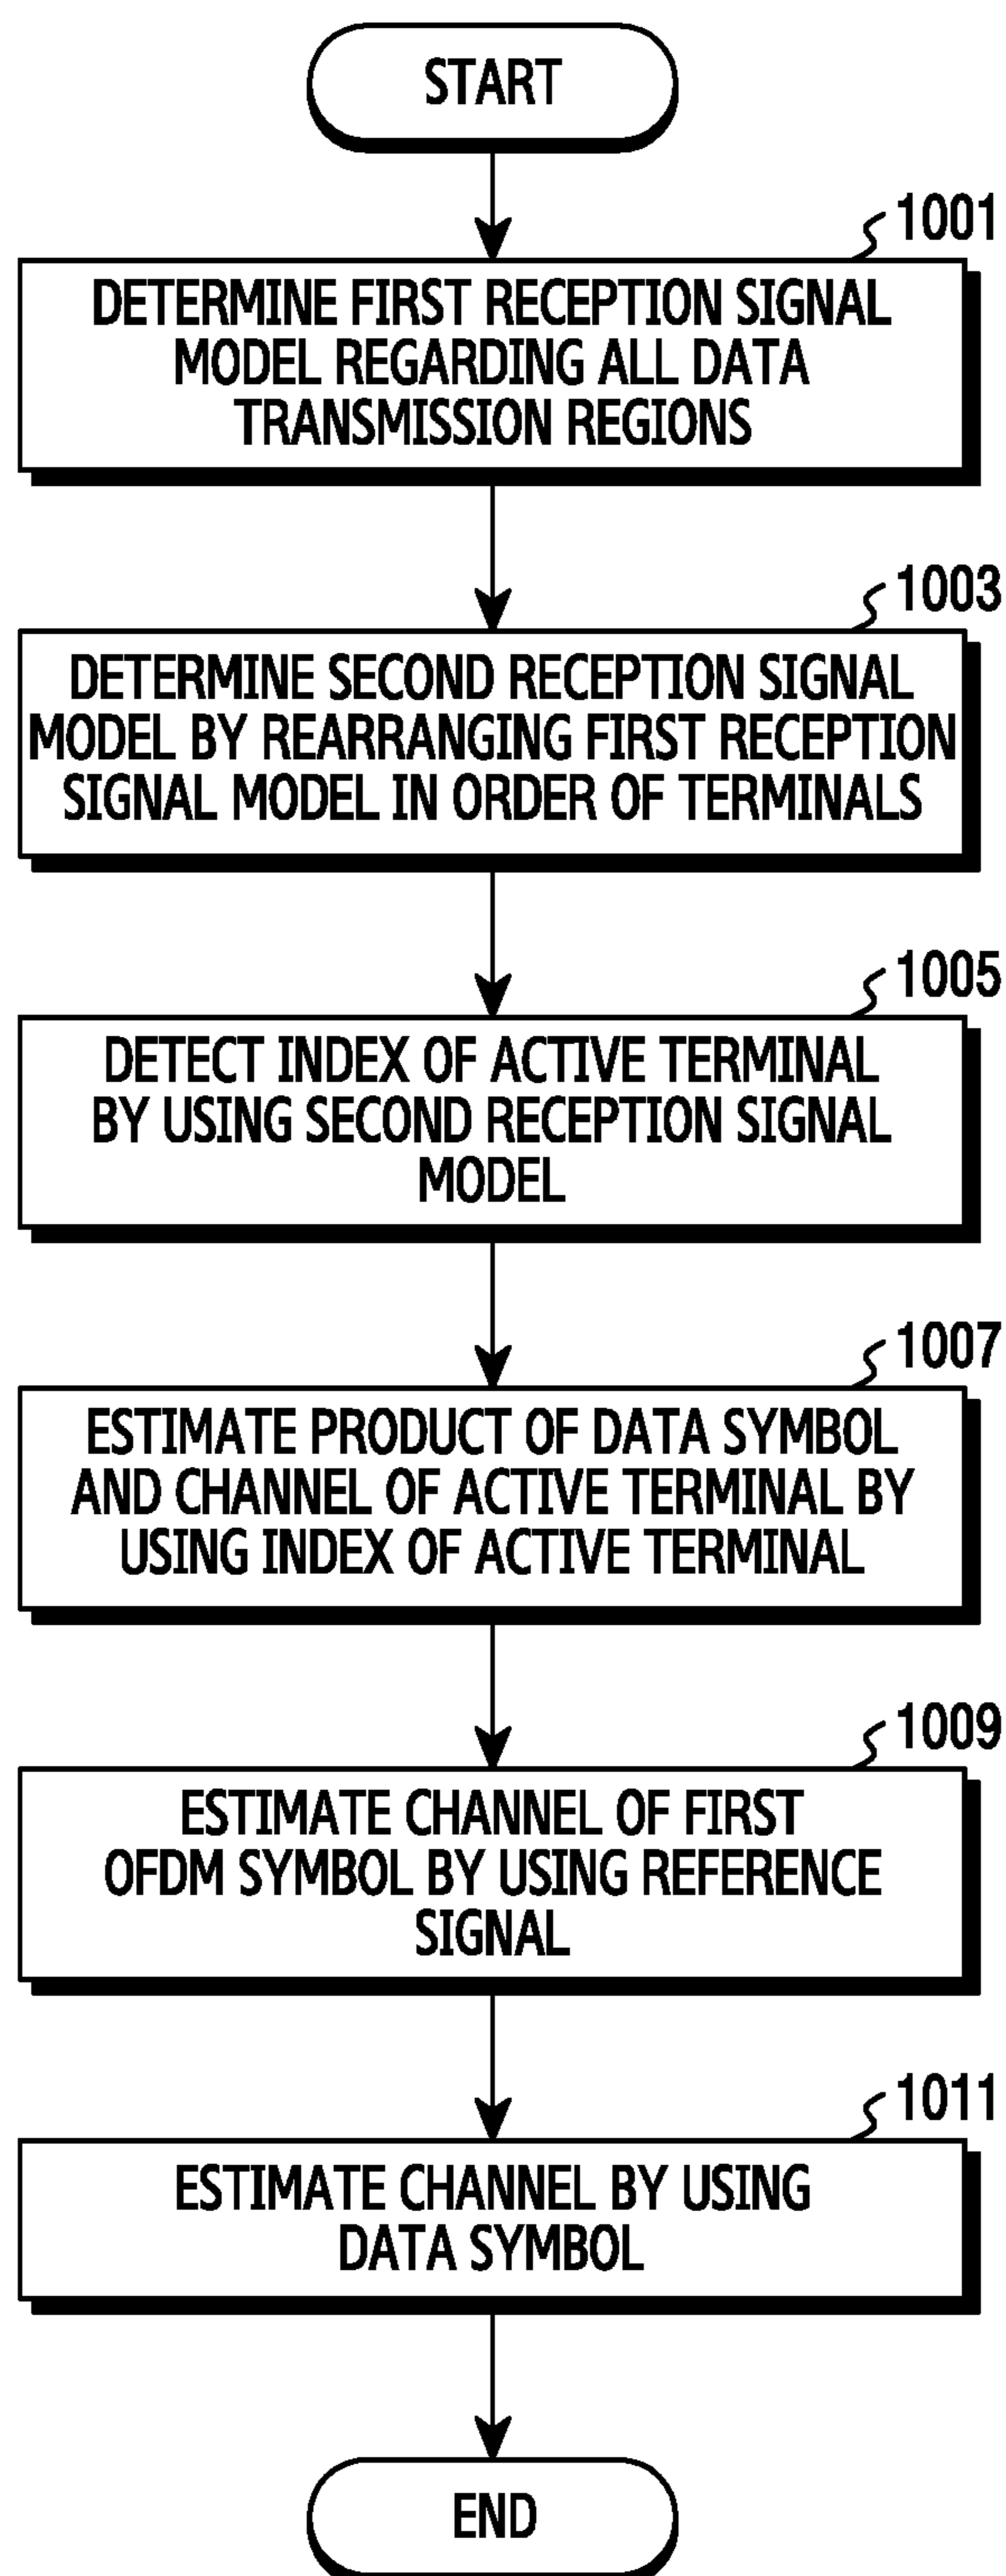 START
1001
DETERMINE FIRST RECEPTION SIGNAL
MODEL REGARDING ALL DATA
TRANSMISSION REGIONS
1003
DETERMINE SECOND RECEPTION SIGNAL
MODEL BY REARRANGING FIRST RECEPTION
SIGNAL MODEL IN ORDER OF TERMINALS
1005
DETECT INDEX OF ACTIVE TERMINAL
BY USING SECOND RECEPTION SIGNAL
MODEL
1007
ESTIMATE PRODUCT OF DATA SYMBOL
AND CHANNEL OF ACTIVE TERMINAL BY
USING INDEX OF ACTIVE TERMINAL
1009
ESTIMATE CHANNEL OF FIRST
OFDM SYMBOL BY USING REFERENCE
SIGNAL
1011
ESTIMATE CHANNEL BY USING
DATA SYMBOL
END